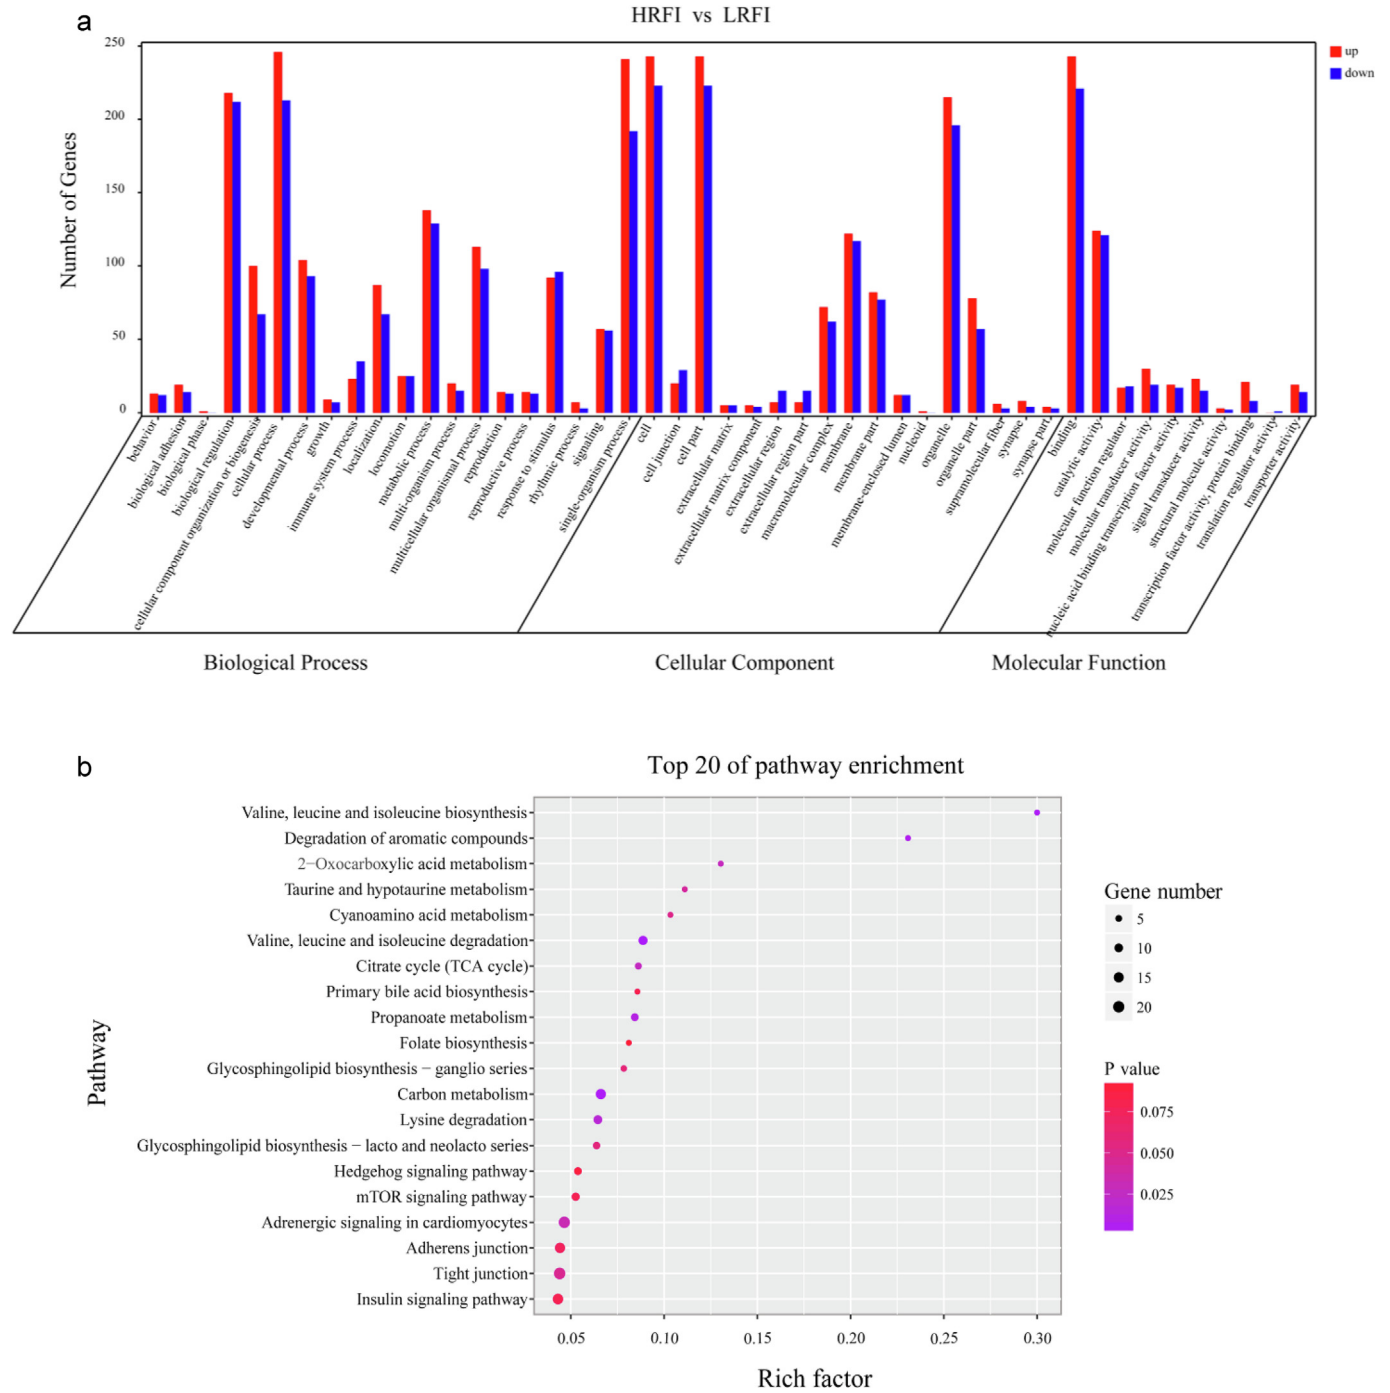 a
HRFI vs LRFI
up
down
Number of Genes
250
200
150
100
50
0
behavior
biological adhesion
biological phase
biological regulation
cellular component organization or biogenesis
cellular process
developmental process
growth
immune system process
localization
locomotion
metabolic process
multi-organism process
multicellular organismal process
reproduction
reproductive process
response to stimulus
rhythmic process
signaling
single-organism process
cell
cell junction
cell part
extracellular matrix
extracellular matrix component
extracellular region
extracellular region part
macromolecular complex
membrane
membrane part
membrane-enclosed lumen
nucleoid
organelle
organelle part
supramolecular fiber
synapse
synapse part
binding
catalytic activity
molecular function regulator
molecular transducer activity
nucleic acid binding transcription factor activity
signal transducer activity
structural molecule activity
transcription factor activity, protein binding
translation regulator activity
transporter activity
Biological Process
Cellular Component
Molecular Function
b
Top 20 of pathway enrichment
Pathway
Valine, leucine and isoleucine biosynthesis
Degradation of aromatic compounds
2−Oxocarboxylic acid metabolism
Taurine and hypotaurine metabolism
Cyanoamino acid metabolism
Valine, leucine and isoleucine degradation
Citrate cycle (TCA cycle)
Primary bile acid biosynthesis
Propanoate metabolism
Folate biosynthesis
Glycosphingolipid biosynthesis − ganglio series
Carbon metabolism
Lysine degradation
Glycosphingolipid biosynthesis − lacto and neolacto series
Hedgehog signaling pathway
mTOR signaling pathway
Adrenergic signaling in cardiomyocytes
Adherens junction
Tight junction
Insulin signaling pathway
0.05 0.10 0.15 0.20 0.25 0.30
Rich factor
Gene number
5
10
15
20
P value
0.075
0.050
0.025